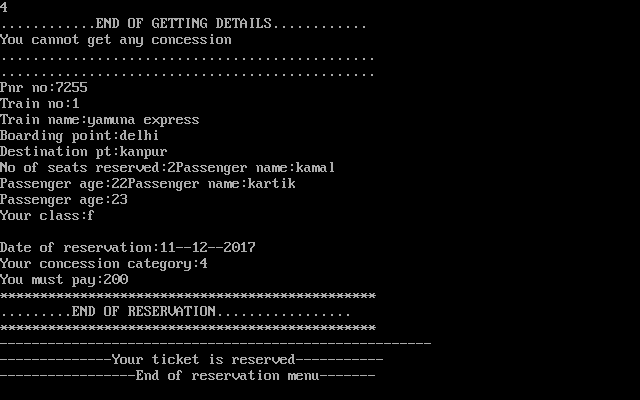 4
............END OF GETTING DETAILS............
You cannot get any concession
...............................................
...............................................
Pnr no:7255
Train no:1
Train name:yamuna express
Boarding point:delhi
Destination pt:kanpur
No of seats reserved:2Passenger name:kamal
Passenger age:22Passenger name:kartik
Passenger age:23
Your class:f
Date of reservation:11--12--2017
Your concession category:4
You must pay:200
***********************************************
.........END OF RESERVATION.................
***********************************************
------------------------------------------------------
--------------Your ticket is reserved-----------
-----------------End of reservation menu-------